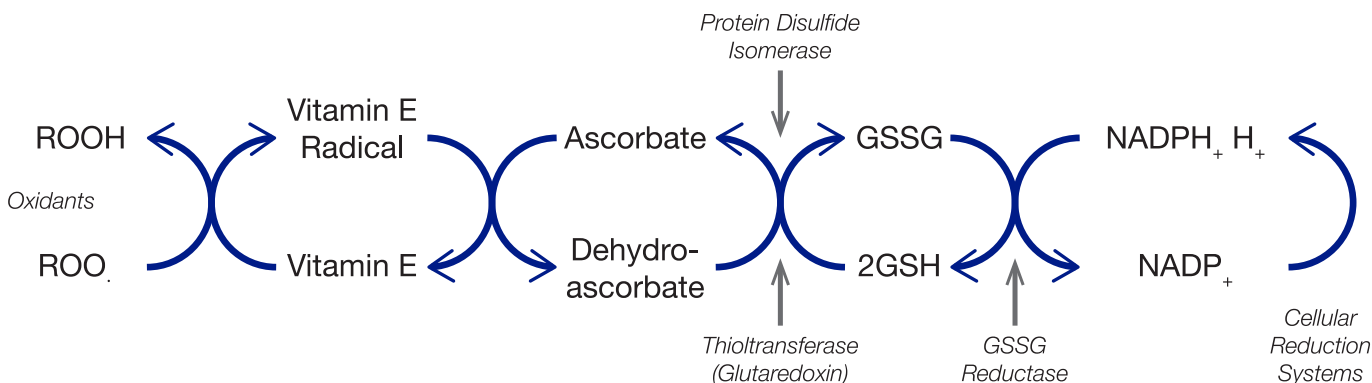 Protein Disulfide
Isomerase
ROOH
Vitamin E
Radical
Ascorbate
GSSG
NADPH+ H+
Oxidants
ROO.
Vitamin E
Dehydro-
ascorbate
2GSH
NADP+
Thioltransferase
(Glutaredoxin)
GSSG
Reductase
Cellular
Reduction
Systems